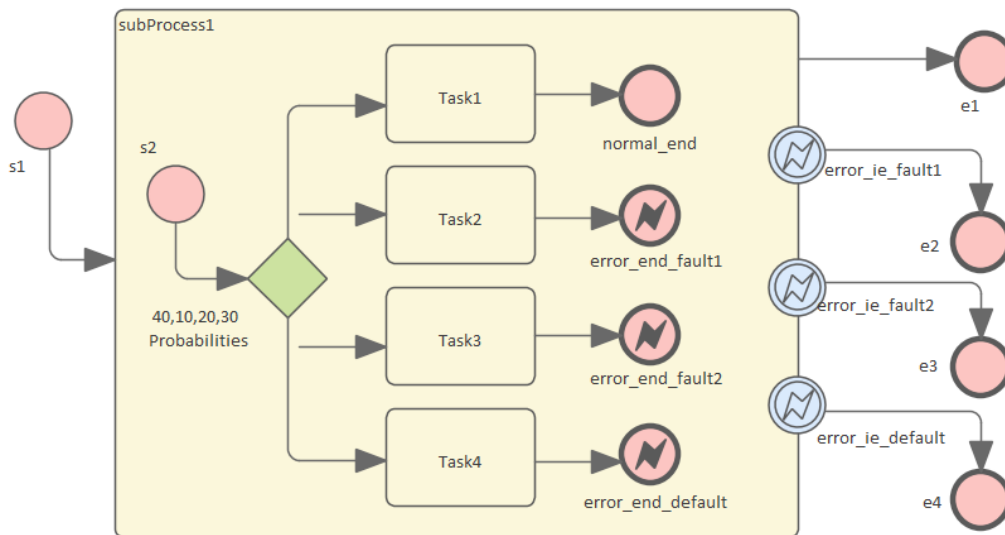 subProcess1
s1
s2
40,10,20,30
Probabilities
Task1
normal_end
Task2
error_end_fault1
Task3
error_end_fault2
Task4
error_end_default
e1
error_ie_fault1
e2
error_ie_fault2
e3
error_ie_default
e4